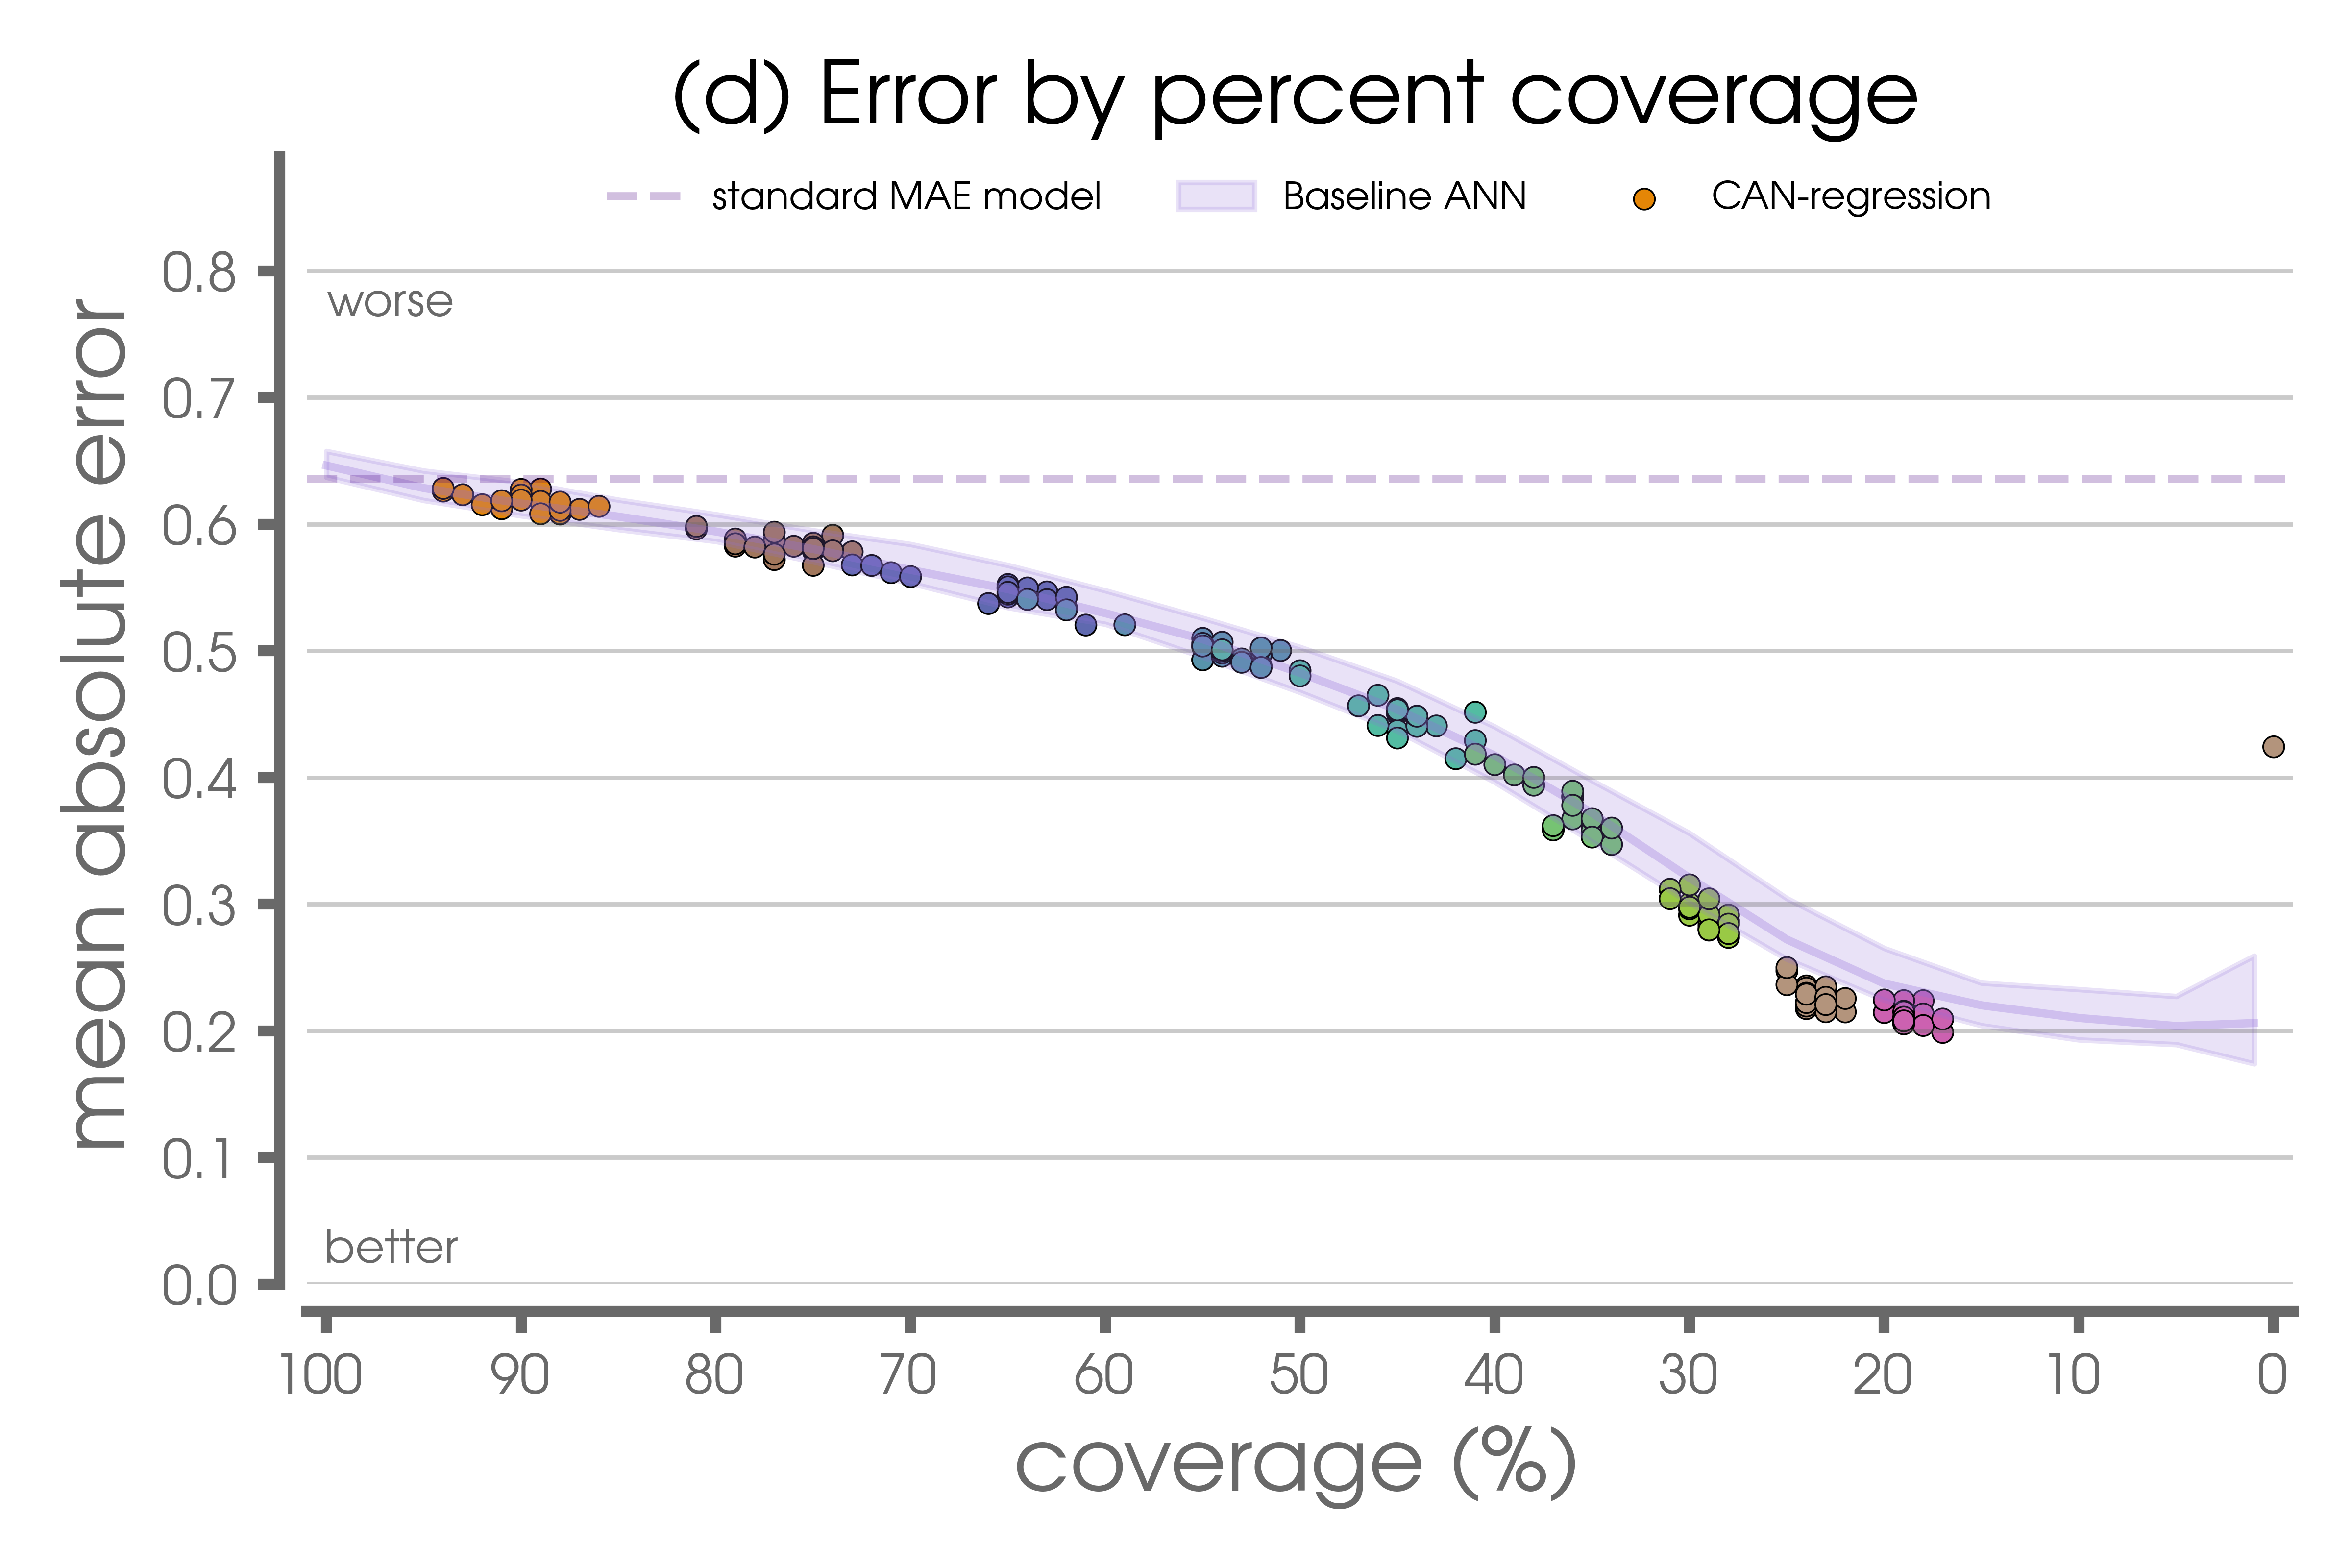 (d) Error by percent coverage
standard MAE model
Baseline ANN
CAN-regression
mean absolute error
0.8
worse
0.7
0.6
0.5
0.4
0.3
0.2
0.1
better
0.0
100 90 80 70 60 50 40 30 20 10 0
coverage (%)